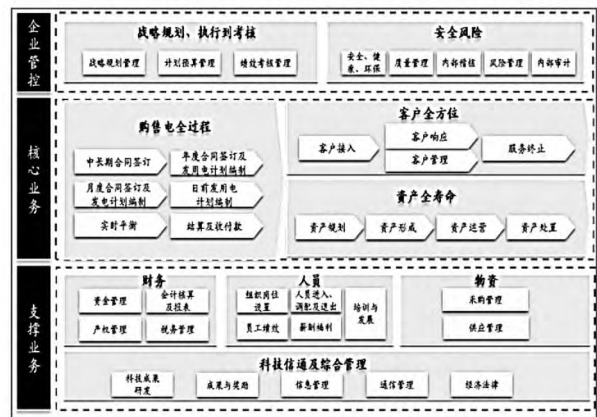 企业管控
战略规划、执行到考核
战略规划管理
计划预算管理
绩效考核管理
安全风险
安全、健
康、环保
质量管理
内部稽核
风险管理
内部审计
核心业务
购售电全过程
中长期合同签订
年度合同签订及
发用电计划编制
月度合同签订及
发电计划编制
日前发用电
计划编制
实时平衡
结算及收付款
客户全方位
客户接入
客户响应
客户管理
服务终止
资产全寿命
资产规划
资产形成
资产运营
资产处置
支撑业务
财务
资金管理
会计核算
及报表
产权管理
税务管理
人员
组织岗位
设置
人员进入、
调配及退出
员工绩效
薪酬福利
培训与
发展
物资
采购管理
供应管理
科技信通及综合管理
科技成果
研发
成果与奖励
信息管理
通信管理
经济法律